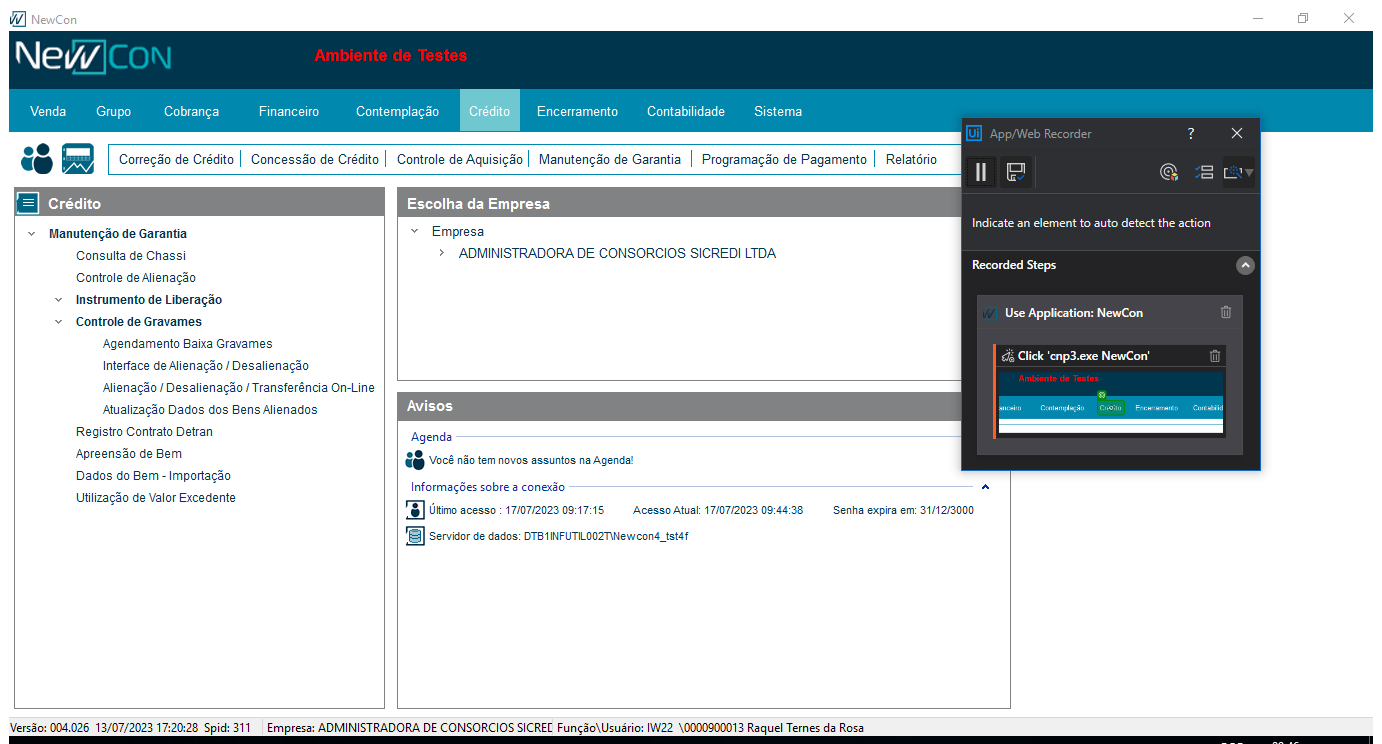 NewCon
NewCon
Ambiente de Testes
Venda Grupo Cobrança Financeiro Contemplação Crédito Encerramento Contabilidade Sistema
Correção de Crédito Concessão de Crédito Controle de Aquisição Manutenção de Garantia Programação de Pagamento Relatório
Crédito
Manutenção de Garantia
Consulta de Chassi
Controle de Alienação
Instrumento de Liberação
Controle de Gravames
Agendamento Baixa Gravames
Interface de Alienação / Desalienação
Alienação / Desalienação / Transferência On-Line
Atualização Dados dos Bens Alienados
Registro Contrato Detran
Apreensão de Bem
Dados do Bem - Importação
Utilização de Valor Excedente
Escolha da Empresa
Empresa
ADMINISTRADORA DE CONSORCIOS SICREDI LTDA
Avisos
Agenda
Você não tem novos assuntos na Agenda!
Informações sobre a conexão
Último acesso : 17/07/2023 09:17:15 Acesso Atual: 17/07/2023 09:44:38 Senha expira em: 31/12/3000
Servidor de dados: DTB1INFUTIL002T\Newcon4_tst4f
Ui App/Web Recorder ?
Indicate an element to auto detect the action
Recorded Steps
Use Application: NewCon
Click 'cnp3.exe NewCon'
Ambiente de Testes
anceiro Contemplação Crédito Encerramento Contabilid
Versão: 004.026 13/07/2023 17:20:28 Spid: 311 Empresa: ADMINISTRADORA DE CONSORCIOS SICREC Função\Usuário: IW22 \0000900013 Raquel Ternes da Rosa